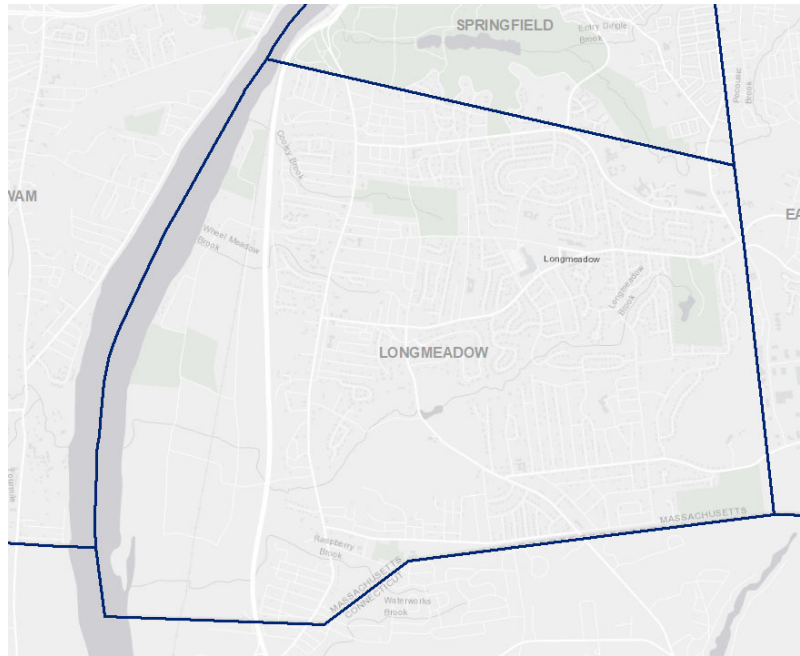 SPRINGFIELD
Entry Dingle
Brook
Pecousic
Brook
Cooley Brook
WAM
EA
Wheel Meadow
Brook
Longmeadow
Longmeadow
Brook
LONGMEADOW
MASSACHUSETTS
Raspberry
Brook
MASSACHUSETTS
CONNECTICUT
Waterworks
Brook